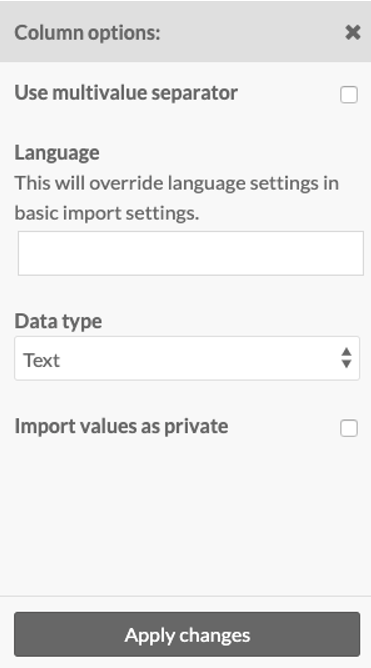 Column options:
Use multivalue separator
Language
This will override language settings in
basic import settings.
Data type
Text
Import values as private
Apply changes